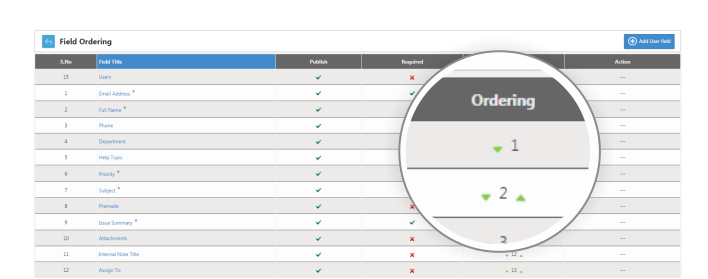 Field Ordering
Add User field
S.No Field Title Publish Required Ordering Action
15 Users ---
1 Email Address * 1 ---
2 Full Name * ---
3 Phone ---
4 Department 2 ---
5 Help Topic ---
6 Priority * ---
7 Subject * ---
8 Premade 3 ---
9 Issue Summary * ---
10 Attachments ---
11 Internal Note Title 12 ---
12 Assign To 13 ---